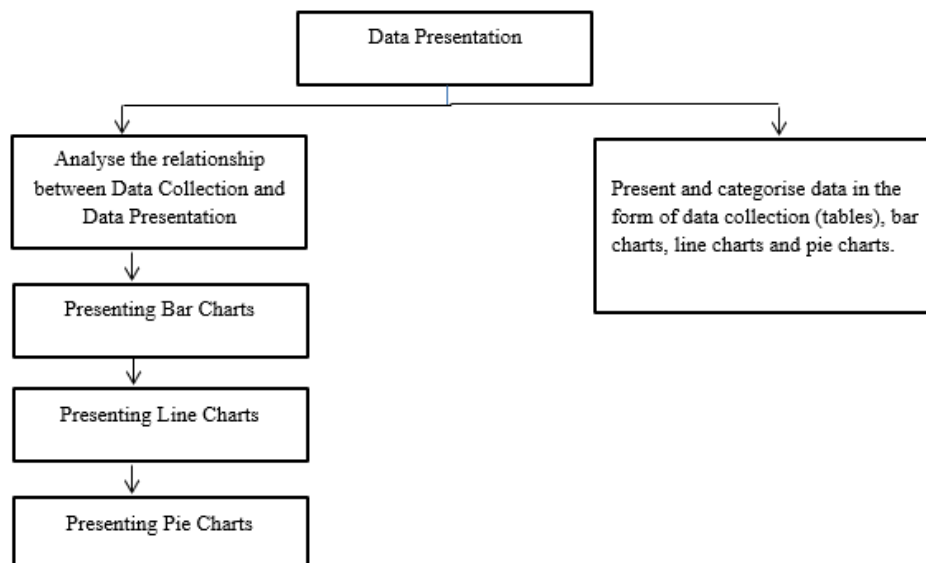 Data Presentation
Analyse the relationship
between Data Collection and
Data Presentation
Presenting Bar Charts
Presenting Line Charts
Presenting Pie Charts
Present and categorise data in the
form of data collection (tables), bar
charts, line charts and pie charts.